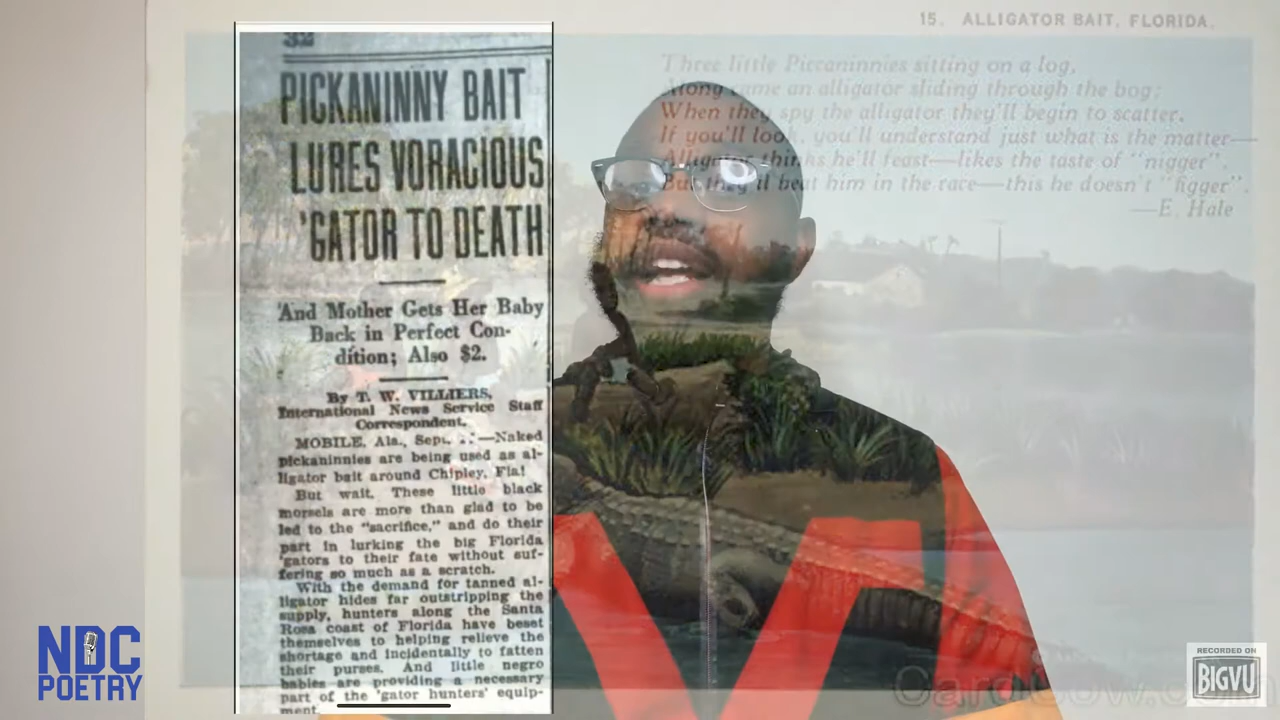 15. ALLIGATOR BAIT, FLORIDA.
Three little Piccaninnies sitting on a log,
Along came an alligator sliding through the bog;
When they spy the alligator they'll begin to scatter.
If you'll look, you'll understand just what is the matter—
Alligator thinks he'll feast—likes the taste of "nigger".
But they'll beat him in the race—this he doesn't "figger".
—E. Hale
32
PICKANINNY BAIT
LURES VORACIOUS
'GATOR TO DEATH
And Mother Gets Her Baby
Back in Perfect Con-
dition; Also $2.
By T. W. VILLIERS,
International News Service Staff
Correspondent.
MOBILE, Ala., Sept. —Naked
pickaninnies are being used as al-
ligator bait around Chipley, Fla!
But wait. These little black
morsels are more than glad to be
led to the "sacrifice," and do their
part in lurking the big Florida
'gators to their fate without suf-
fering so much as a scratch.
With the demand for tanned al-
ligator hides far outstripping the
supply, hunters along the Santa
Rosa coast of Florida have beset
themselves to helping relieve the
shortage and incidentally to fatten
their purses. And little negro
babies are providing a necessary
part of the 'gator hunters' equip-
ment.
NDC
POETRY
RECORDED ON
BIGVU